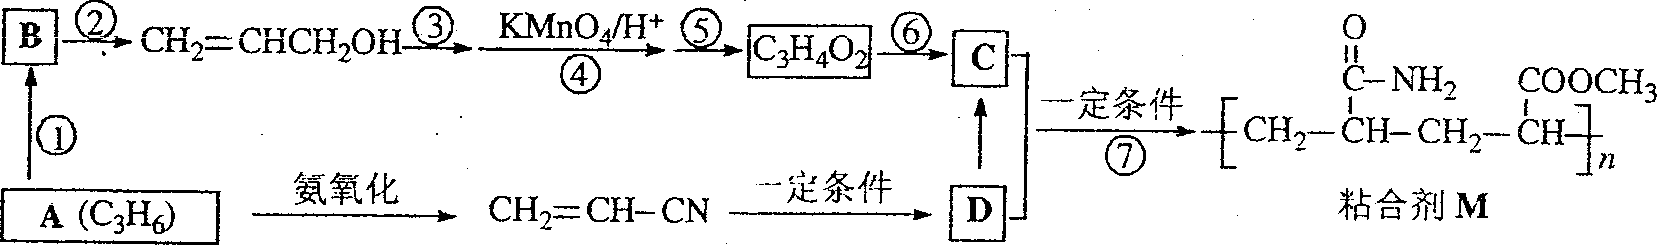 B ② CH₂=CHCH₂OH ③ KMnO₄/H⁺ ④ ⑤ C₃H₄O₂ ⑥ C
①
A (C₃H₆) 氨氧化 CH₂=CH-CN 一定条件 D
一定条件
⑦
O
C-NH₂ COOCH₃
[CH₂-CH-CH₂-CH]n
粘合剂 M